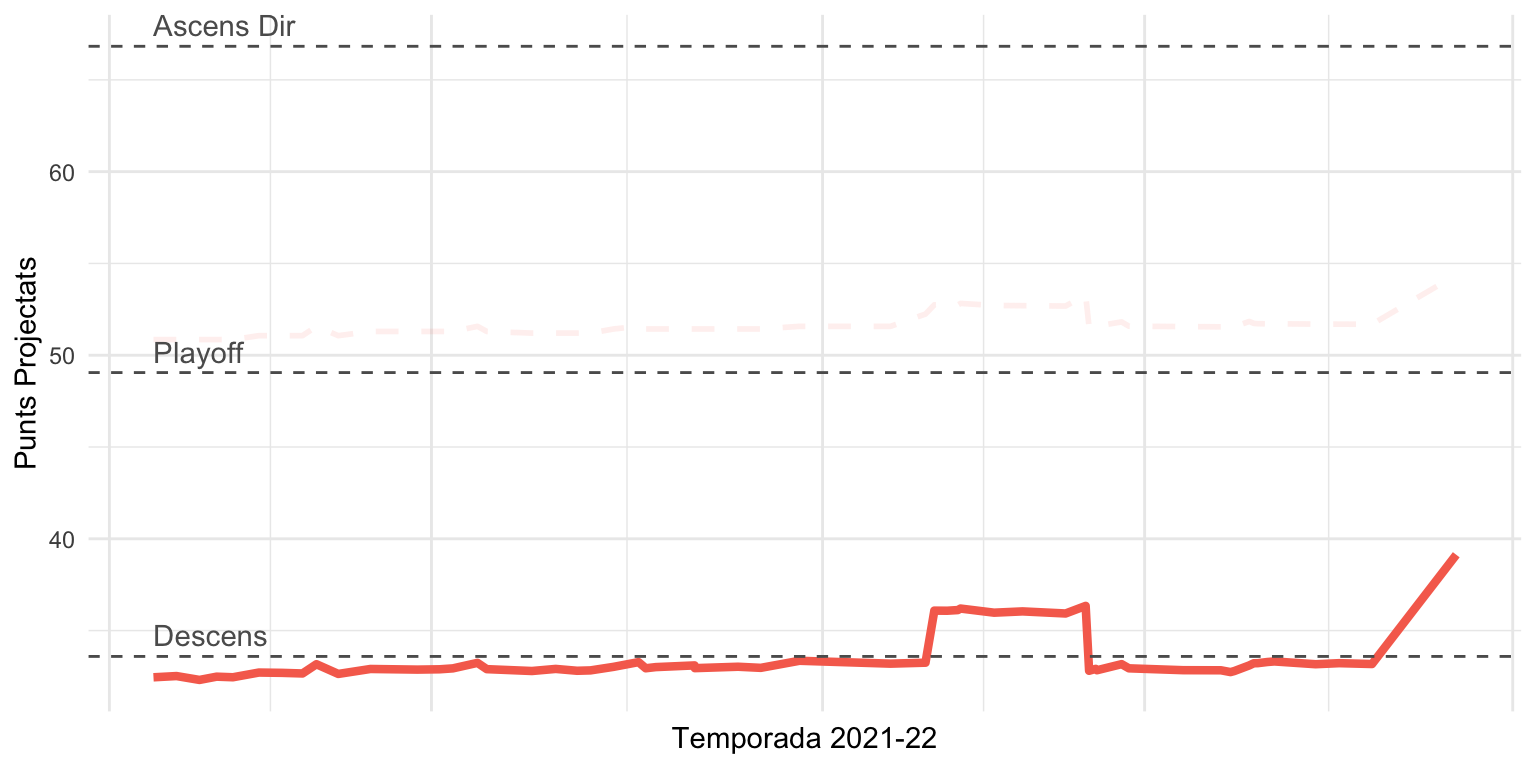 Ascens Dir
60
Playoff
50
Punts Projectats
40
Descens
Temporada 2021-22